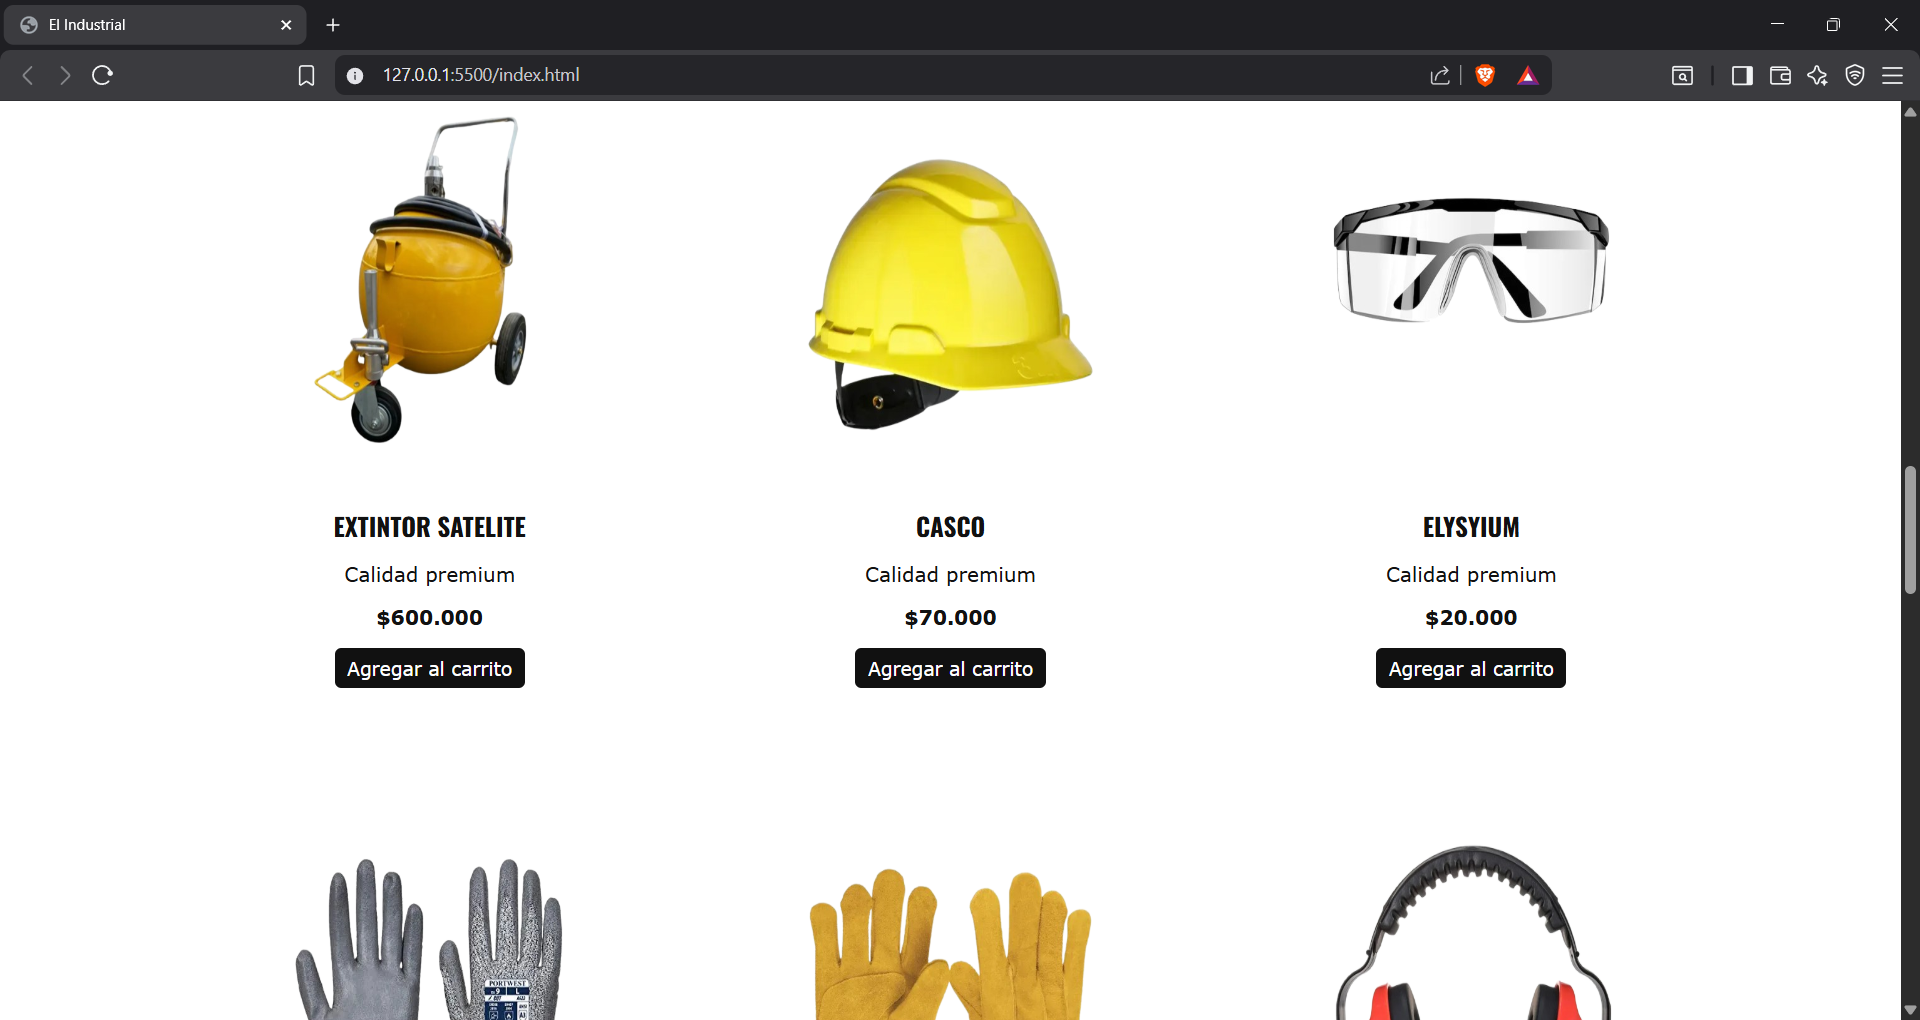 El Industrial
127.0.0.1:5500/index.html
EXTINTOR SATELITE
Calidad premium
$600.000
Agregar al carrito
CASCO
Calidad premium
$70.000
Agregar al carrito
ELYSYIUM
Calidad premium
$20.000
Agregar al carrito
PORTWEST
9 L